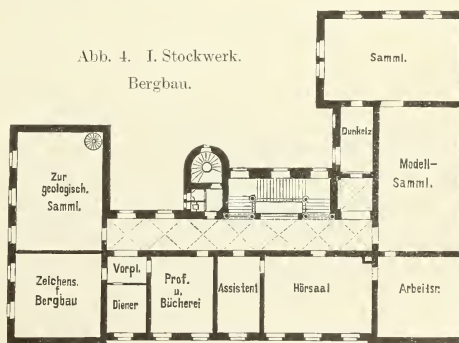 Abb. 4. I. Stockwerk.
Bergbau.
Samml.
Dunkelz
Modell-
Samml.
Zur
geologisch.
Samml.
Zeichens.
f.
Bergbau
Vorpl.
Diener
Prof.
u.
Bücherei
Assistent
Hörsaal
Arbeitsr.